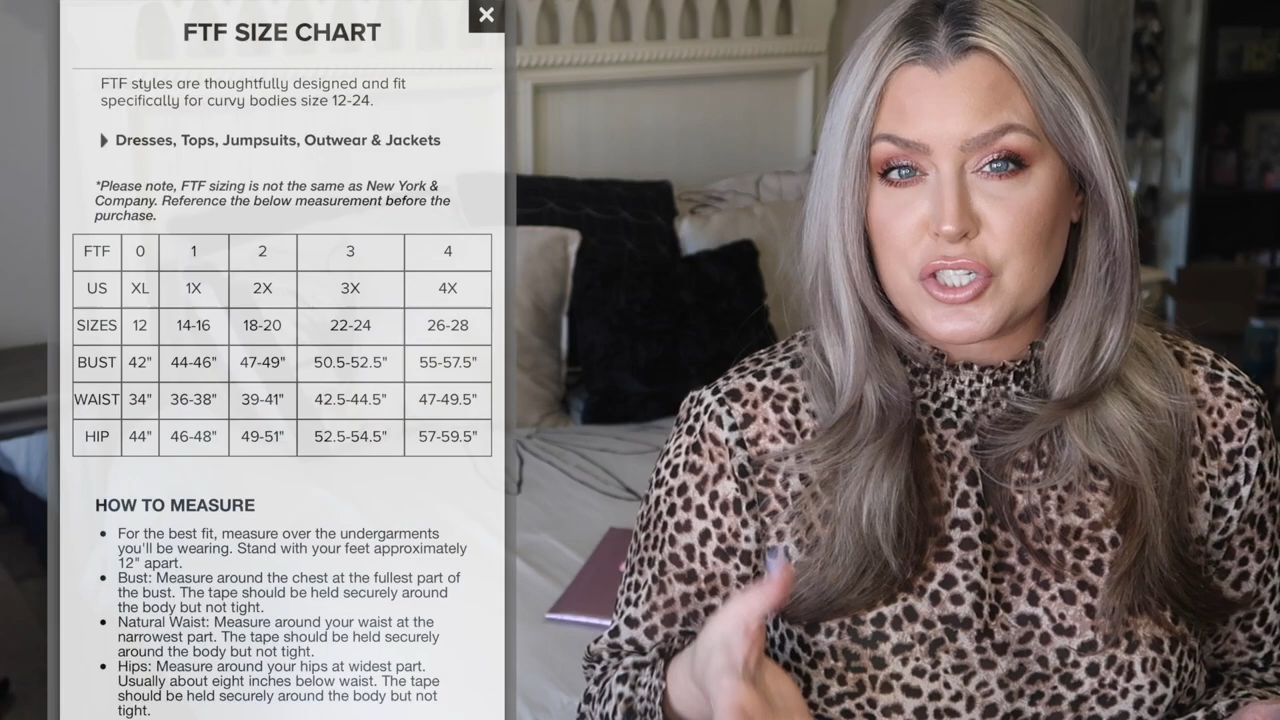 FTF SIZE CHART
FTF styles are thoughtfully designed and fit
specifically for curvy bodies size 12-24.
Dresses, Tops, Jumpsuits, Outwear & Jackets
*Please note, FTF sizing is not the same as New York &
Company. Reference the below measurement before the
purchase.
FTF 0 1 2 3 4
US XL 1X 2X 3X 4X
SIZES 12 14-16 18-20 22-24 26-28
BUST 42" 44-46" 47-49" 50.5-52.5" 55-57.5"
WAIST 34" 36-38" 39-41" 42.5-44.5" 47-49.5"
HIP 44" 46-48" 49-51" 52.5-54.5" 57-59.5"
HOW TO MEASURE
• For the best fit, measure over the undergarments
you'll be wearing. Stand with your feet approximately
12" apart.
• Bust: Measure around the chest at the fullest part of
the bust. The tape should be held securely around
the body but not tight.
• Natural Waist: Measure around your waist at the
narrowest part. The tape should be held securely
around the body but not tight.
• Hips: Measure around your hips at widest part.
Usually about eight inches below waist. The tape
should be held securely around the body but not
tight.